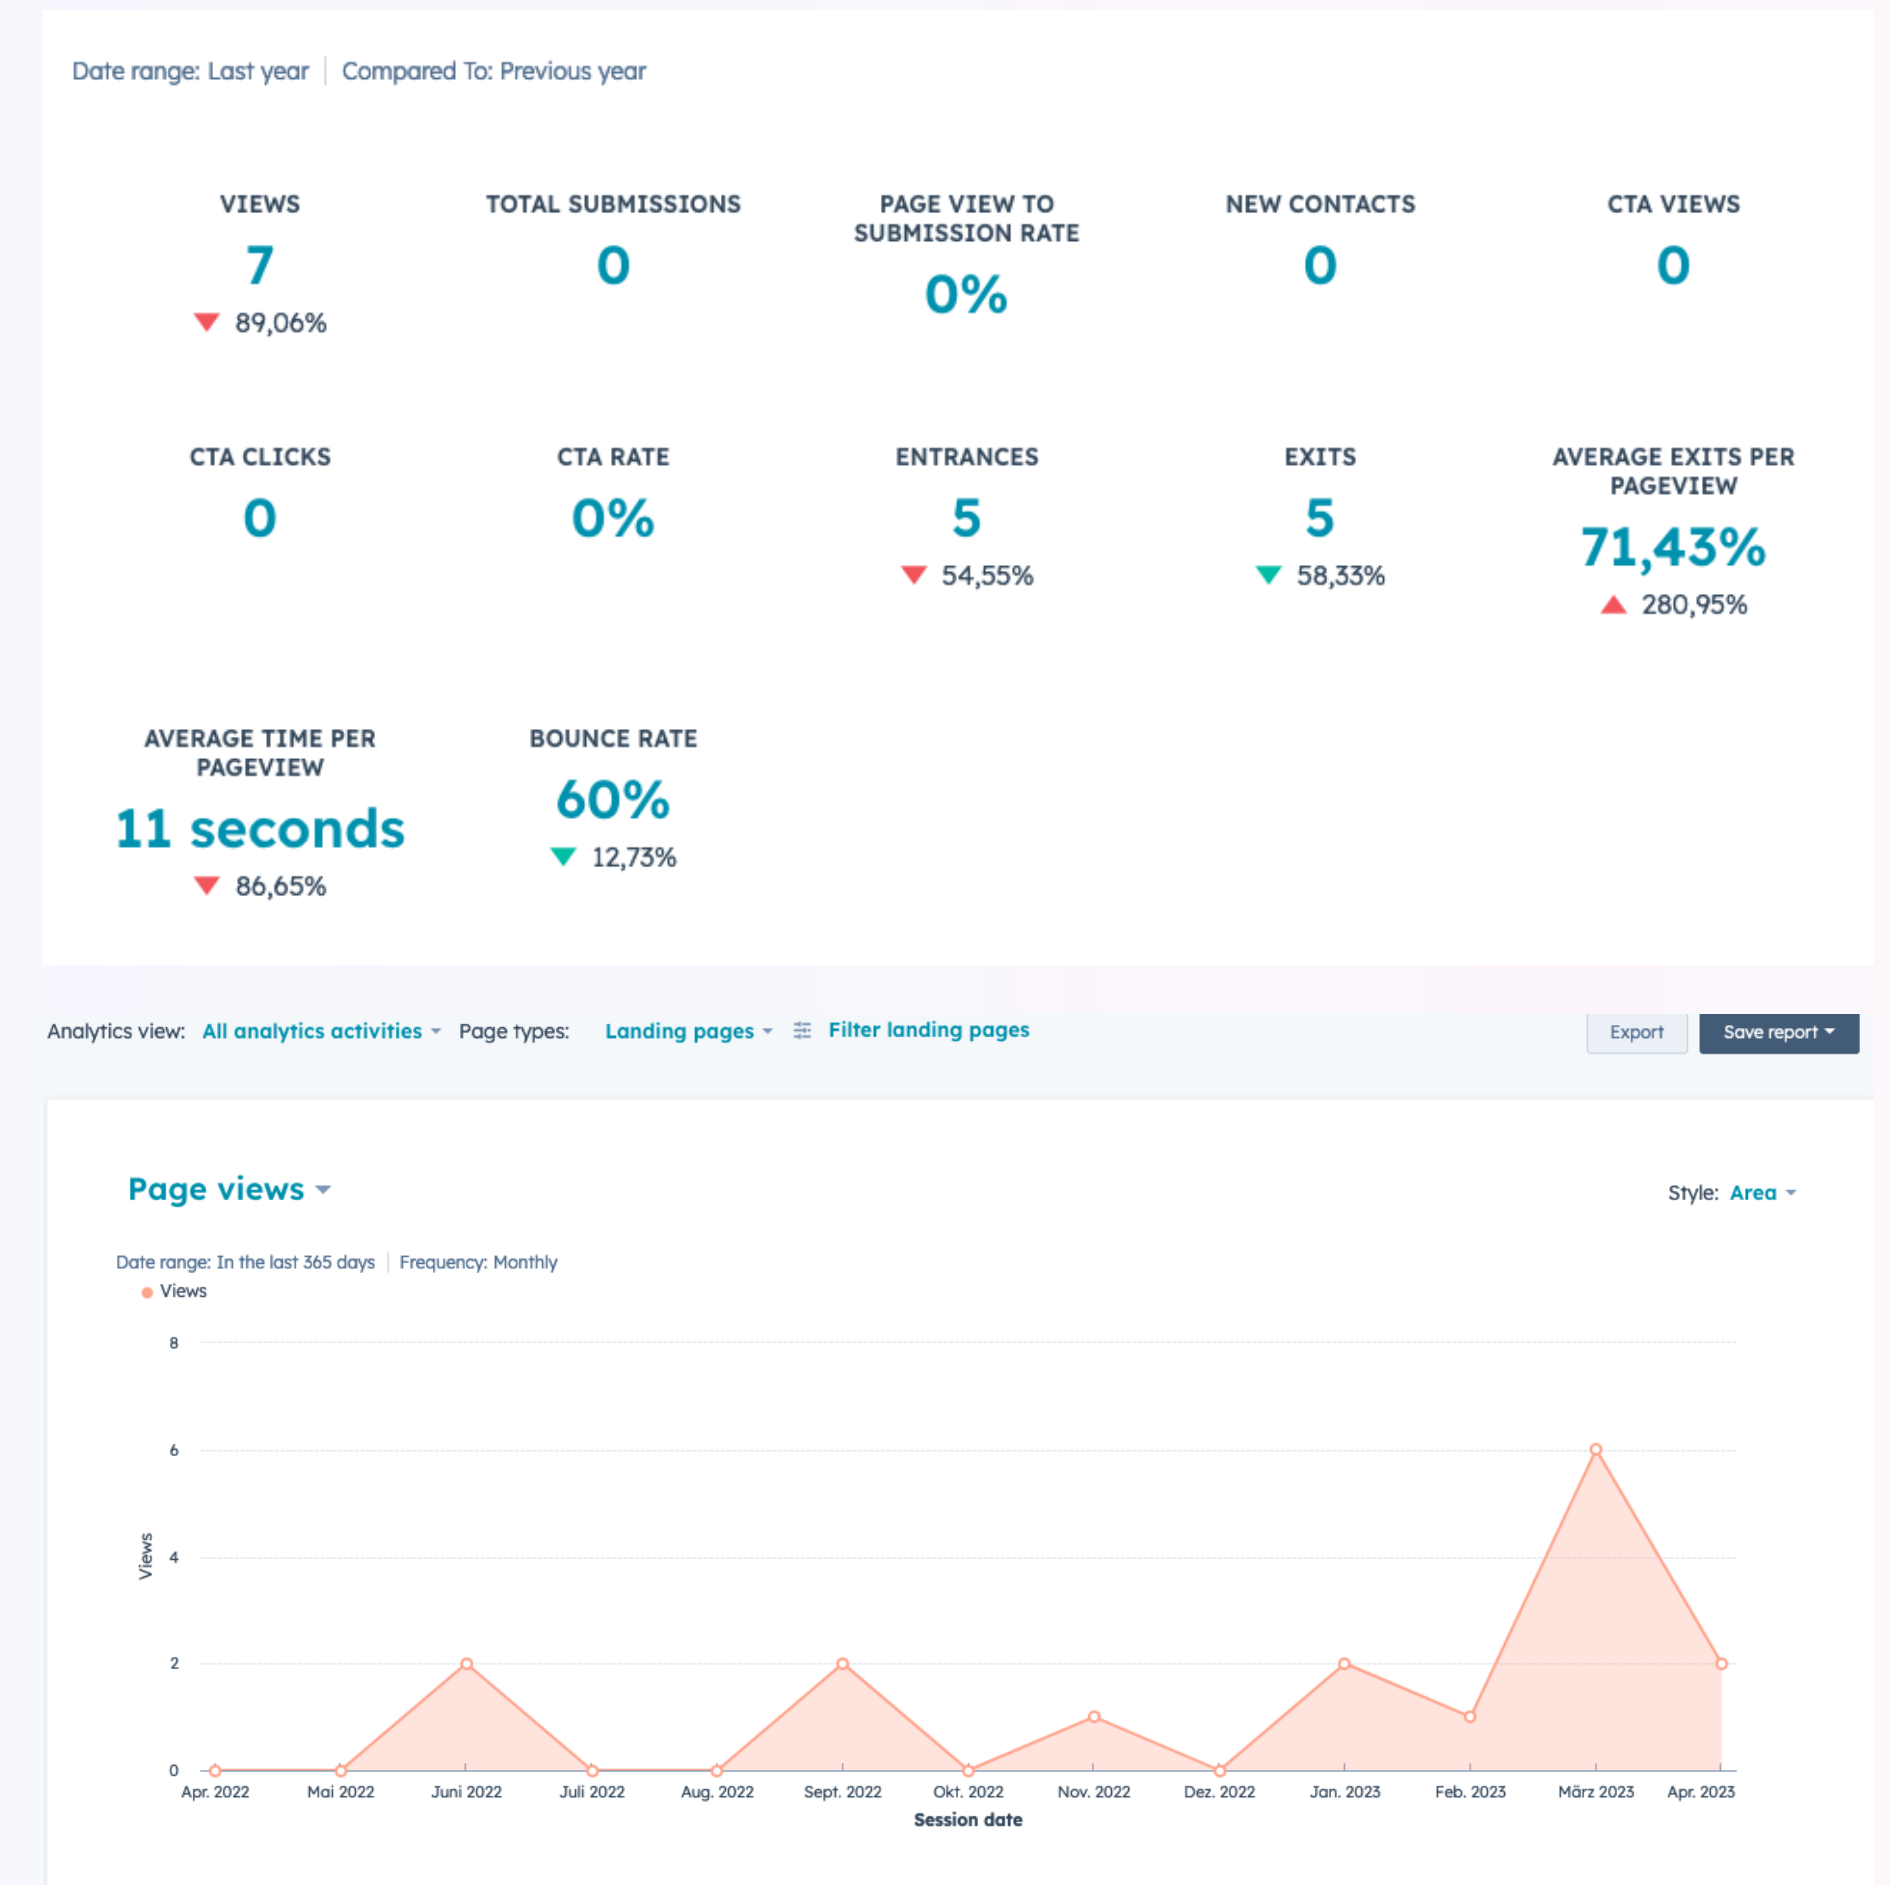 Date range: Last year | Compared To: Previous year
VIEWS
7
89,06%
TOTAL SUBMISSIONS
0
PAGE VIEW TO
SUBMISSION RATE
0%
NEW CONTACTS
0
CTA VIEWS
0
CTA CLICKS
0
CTA RATE
0%
ENTRANCES
5
54,55%
EXITS
5
58,33%
AVERAGE EXITS PER
PAGEVIEW
71,43%
280,95%
AVERAGE TIME PER
PAGEVIEW
11 seconds
86,65%
BOUNCE RATE
60%
12,73%
Analytics view: All analytics activities Page types: Landing pages Filter landing pages Export Save report
Page views
Style: Area
Date range: In the last 365 days | Frequency: Monthly
Views
8
6
4
2
0
Views
Apr. 2022 Mai 2022 Juni 2022 Juli 2022 Aug. 2022 Sept. 2022 Okt. 2022 Nov. 2022 Dez. 2022 Jan. 2023 Feb. 2023 März 2023 Apr. 2023
Session date